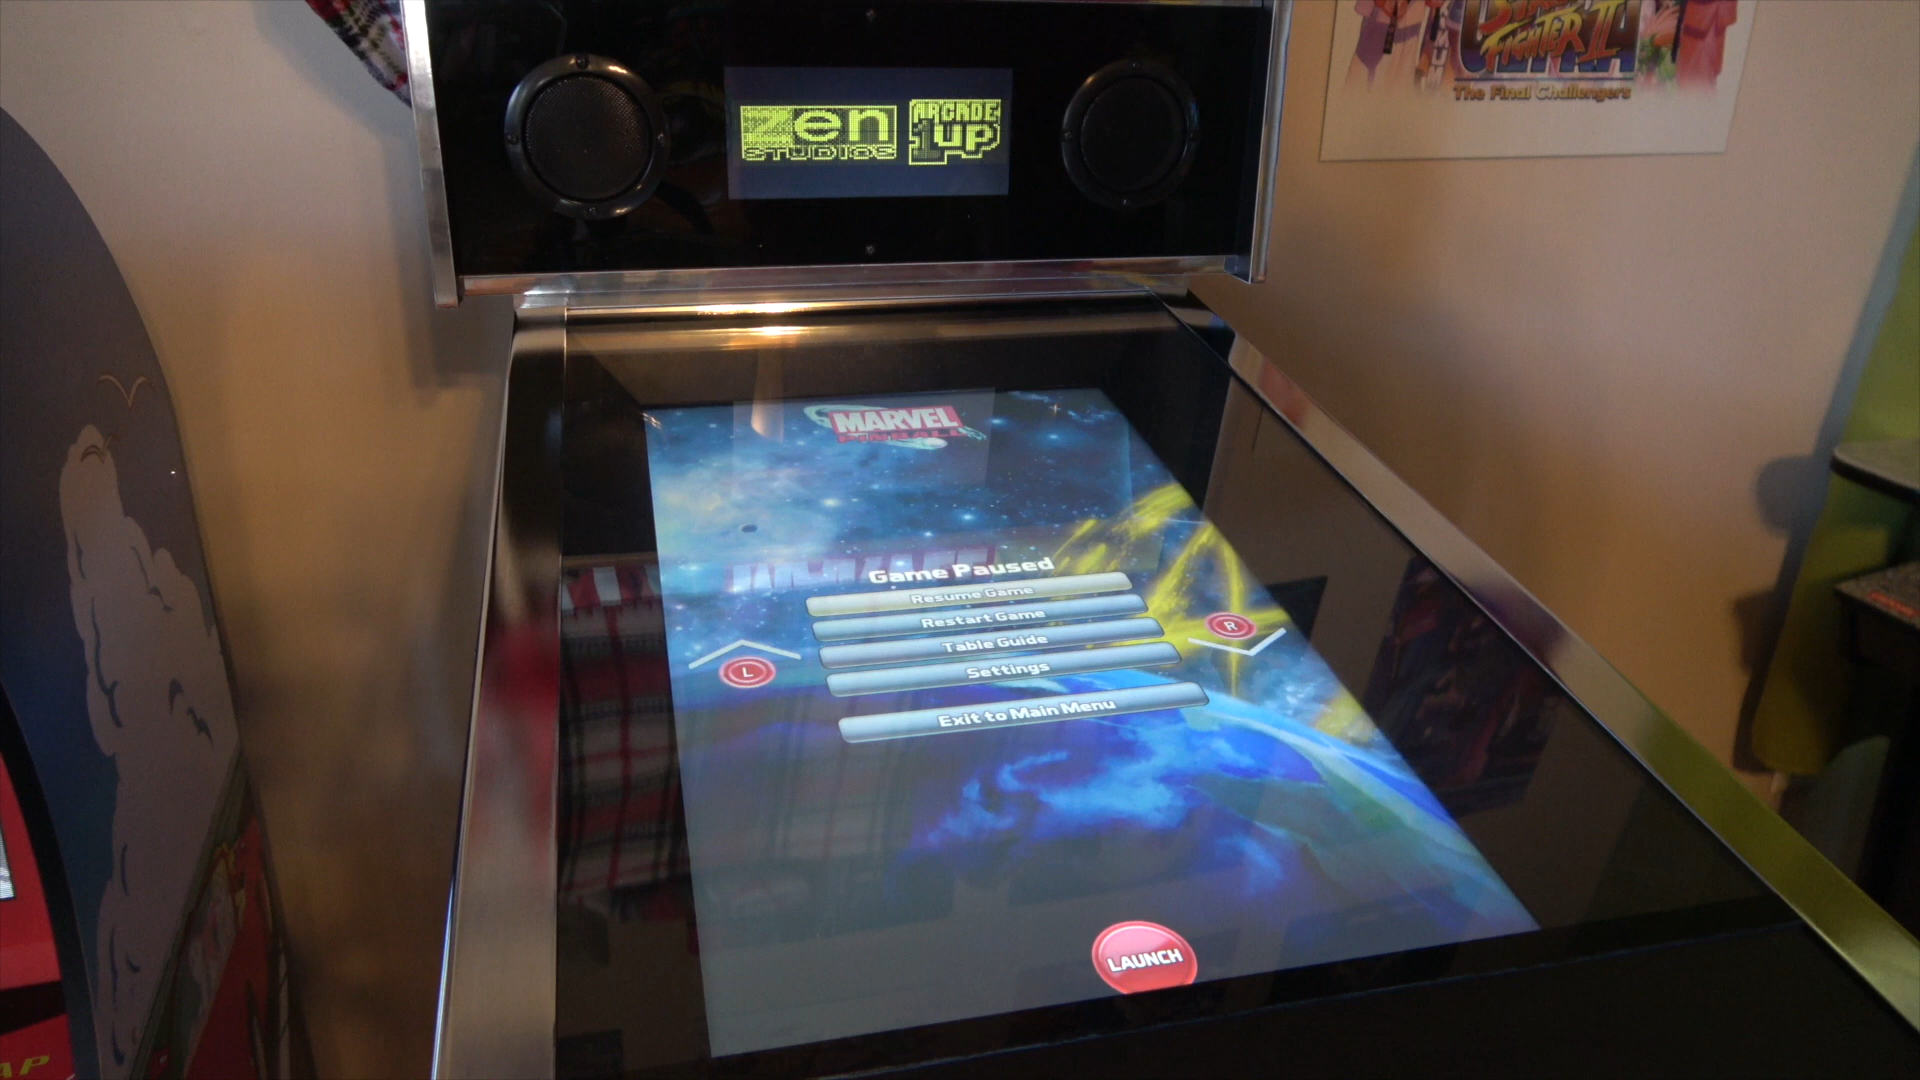 zen
STUDIOS
ARCADE
1UP
FIGHTER II
The Final Challengers
MARVEL
PINBALL
Game Paused
Resume Game
Restart Game
Table Guide
Settings
Exit to Main Menu
L
R
LAUNCH
AP